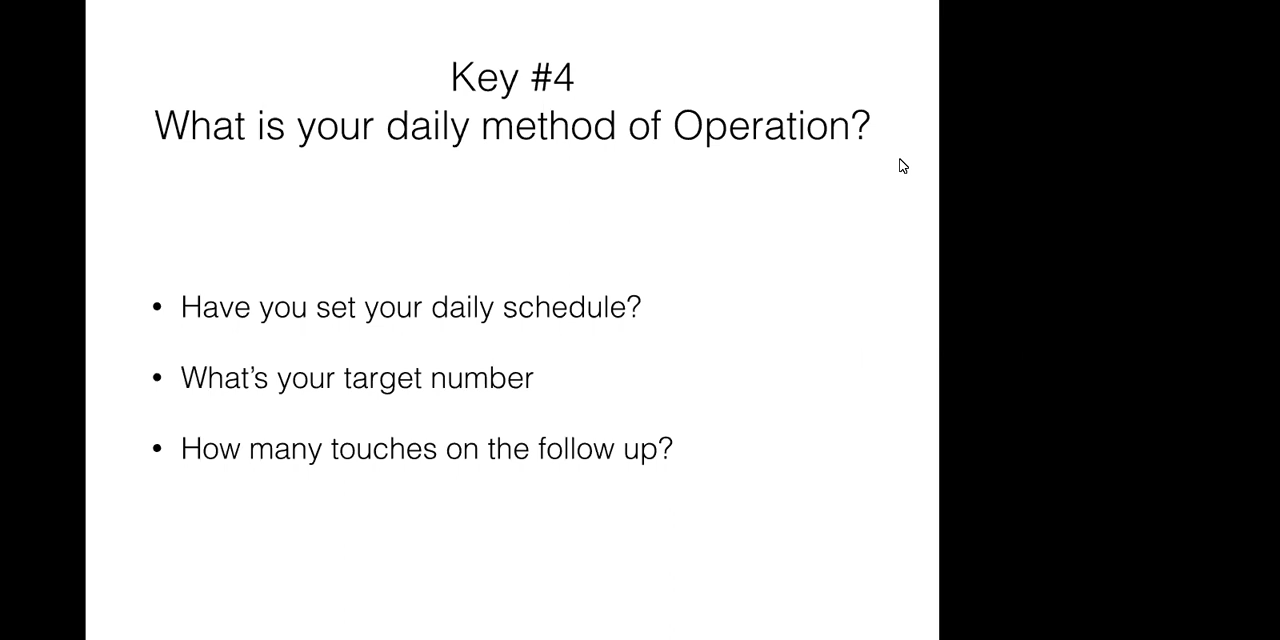 Key #4
What is your daily method of Operation?
• Have you set your daily schedule?
• What’s your target number
• How many touches on the follow up?